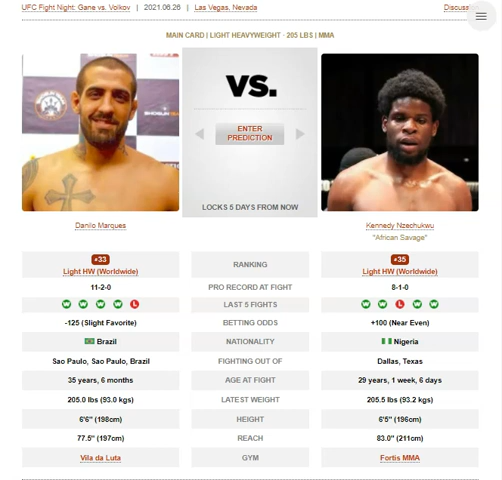 UFC Fight Night: Gane vs. Volkov | 2021.06.26 | Las Vegas, Nevada
MAIN CARD | LIGHT HEAVYWEIGHT · 205 LBS | MMA
VS.
ENTER
PREDICTION
LOCKS 5 DAYS FROM NOW
Danilo Marques
Kennedy Nzechukwu
"African Savage"
#33 #35
Light HW (Worldwide) RANKING Light HW (Worldwide)
11-2-0 PRO RECORD AT FIGHT 8-1-0
W W W W L LAST 5 FIGHTS W W L W W
-125 (Slight Favorite) BETTING ODDS +100 (Near Even)
Brazil NATIONALITY Nigeria
Sao Paulo, Sao Paulo, Brazil FIGHTING OUT OF Dallas, Texas
35 years, 6 months AGE AT FIGHT 29 years, 1 week, 6 days
205.0 lbs (93.0 kgs) LATEST WEIGHT 205.5 lbs (93.2 kgs)
6'6" (198cm) HEIGHT 6'5" (196cm)
77.5" (197cm) REACH 83.0" (211cm)
Vila da Luta GYM Fortis MMA